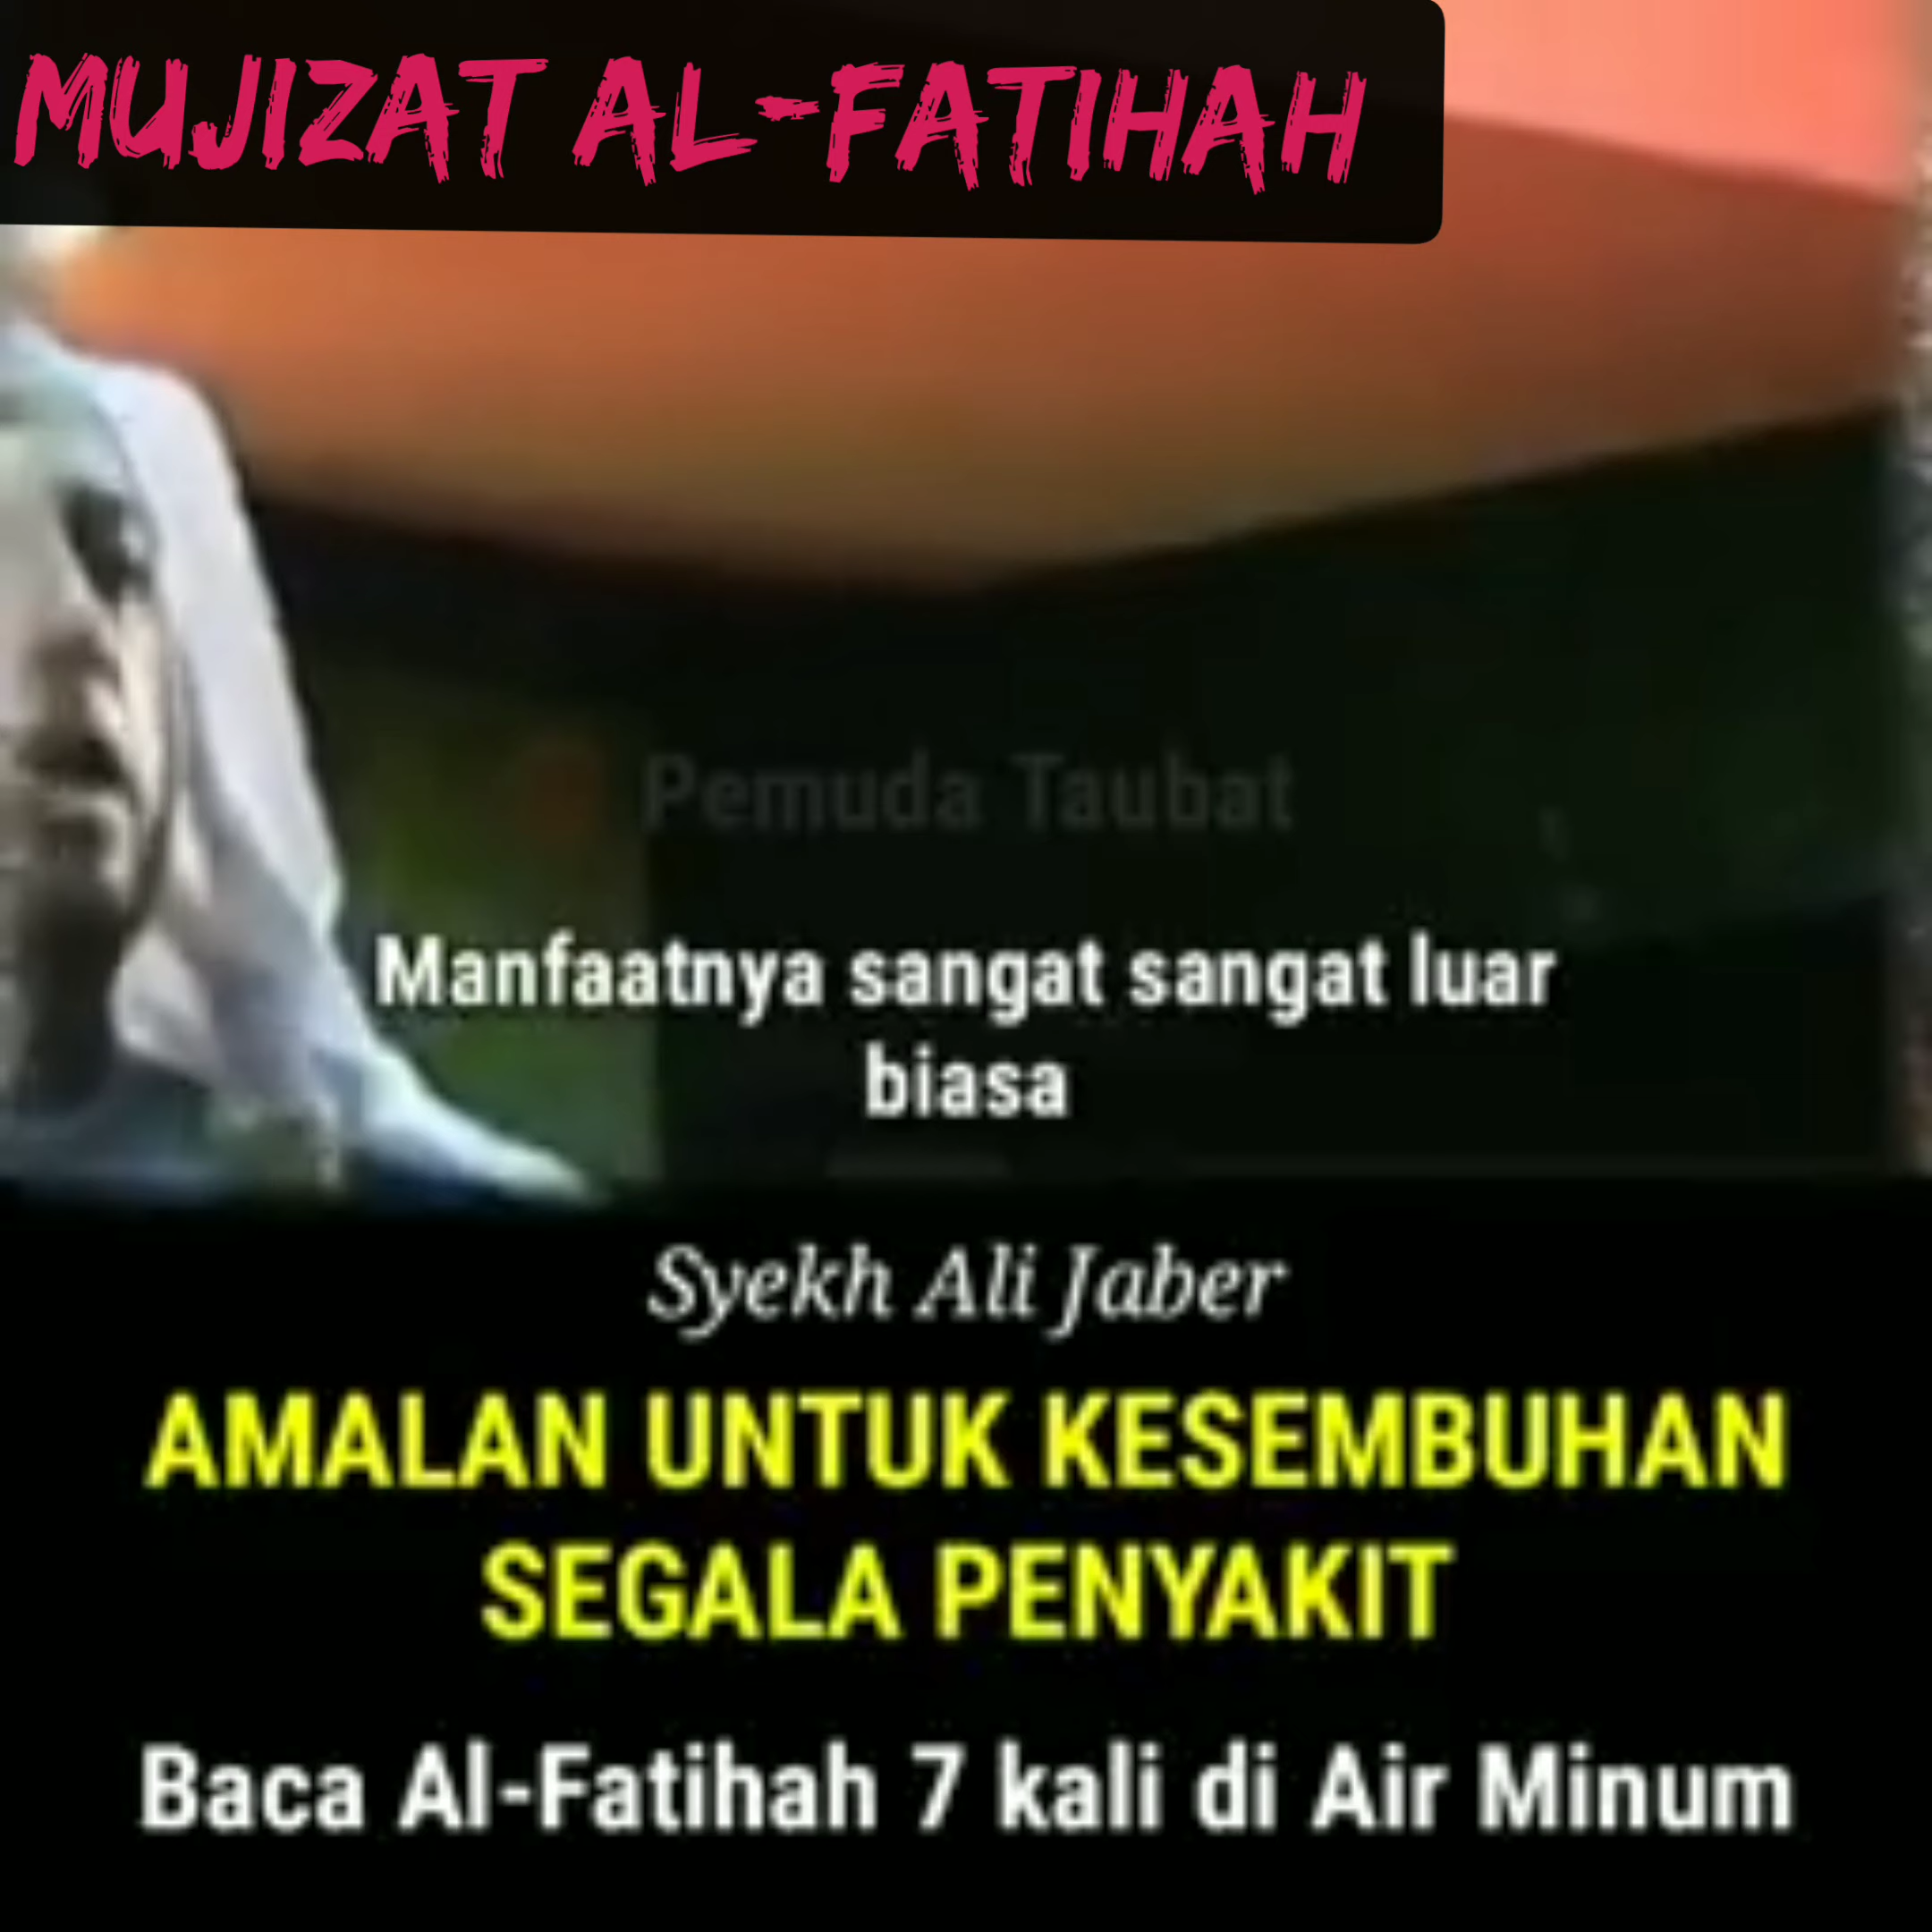 MUJIZAT AL-FATIHAH
Pemuda Taubat
Manfaatnya sangat sangat luar
biasa
Syekh Ali Jaber
AMALAN UNTUK KESEMBUHAN
SEGALA PENYAKIT
Baca Al-Fatihah 7 kali di Air Minum